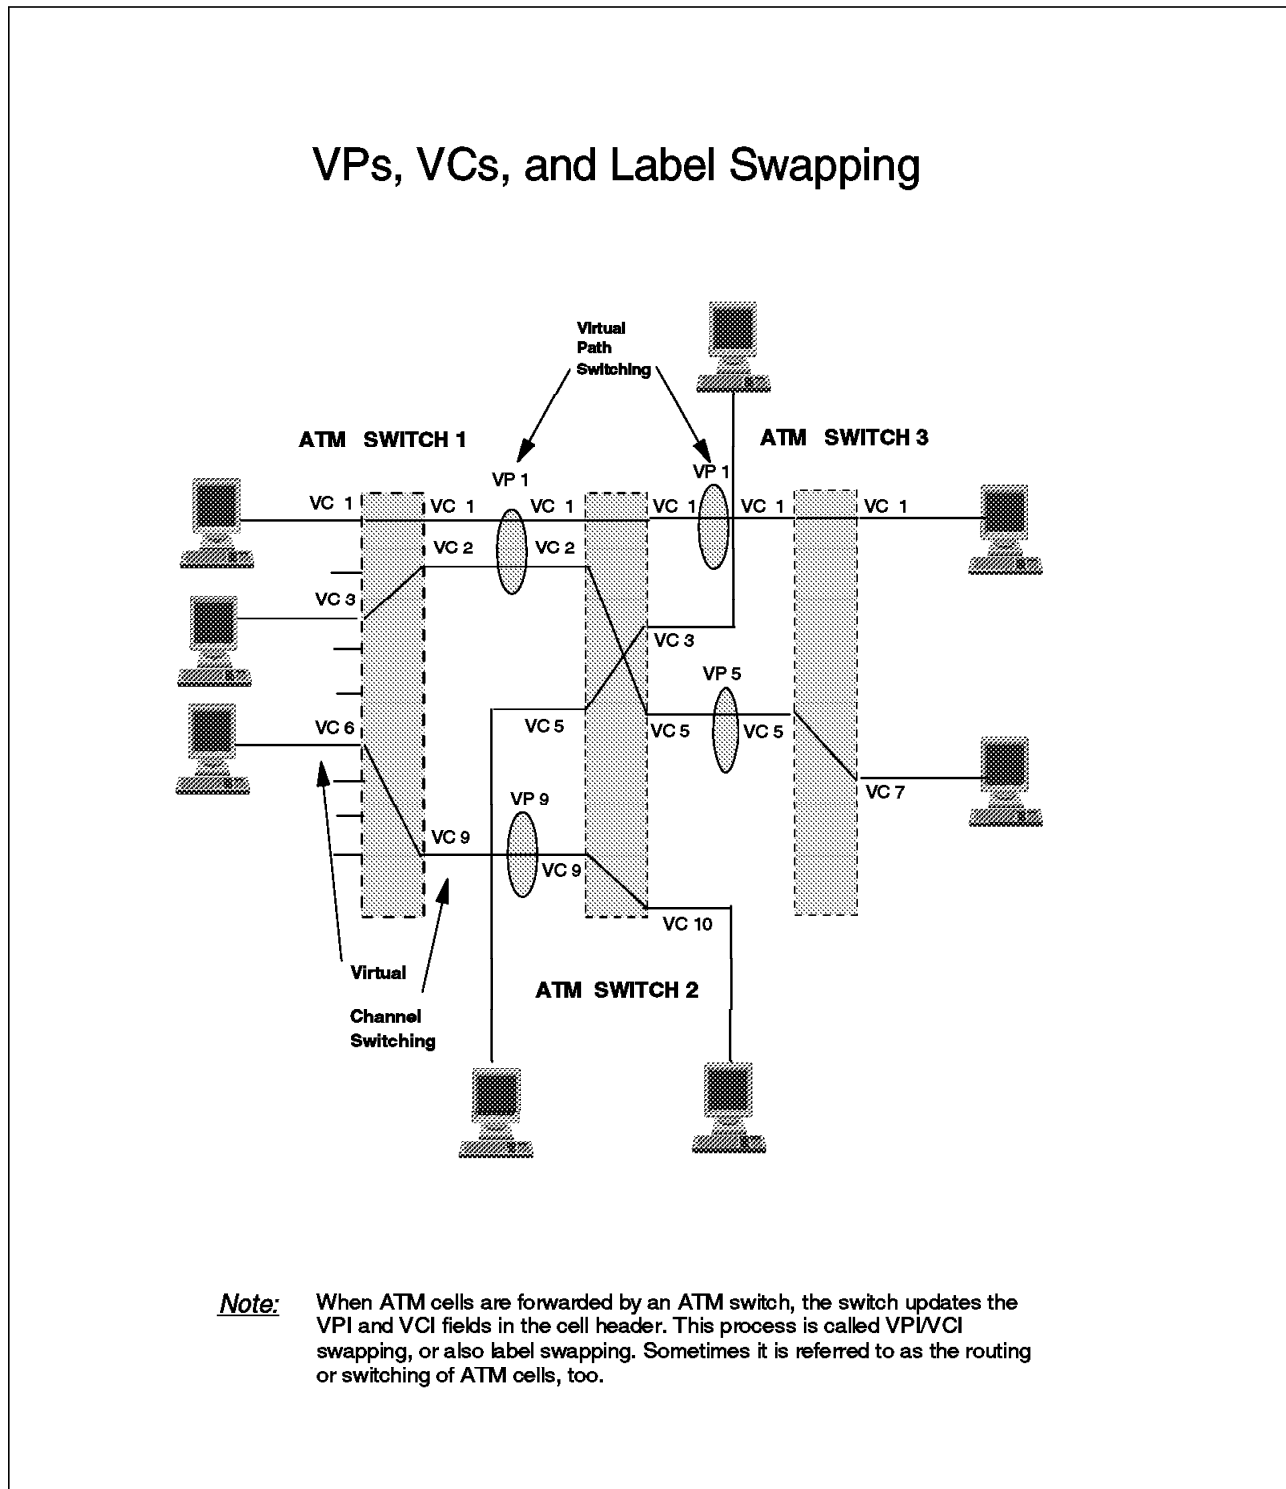 VPs, VCs, and Label Swapping
Virtual
Path
Switching
ATM SWITCH 1
ATM SWITCH 3
VP 1
VP 1
VC 1
VC 1
VC 1
VC 1
VC 1
VC 1
VC 2
VC 2
VC 3
VC 3
VP 5
VC 6
VC 5
VC 5
VC 5
VC 7
VP 9
VC 9
VC 9
VC 10
Virtual
Channel
Switching
ATM SWITCH 2
Note:
When ATM cells are forwarded by an ATM switch, the switch updates the
VPI and VCI fields in the cell header. This process is called VPI/VCI
swapping, or also label swapping. Sometimes it is referred to as the routing
or switching of ATM cells, too.